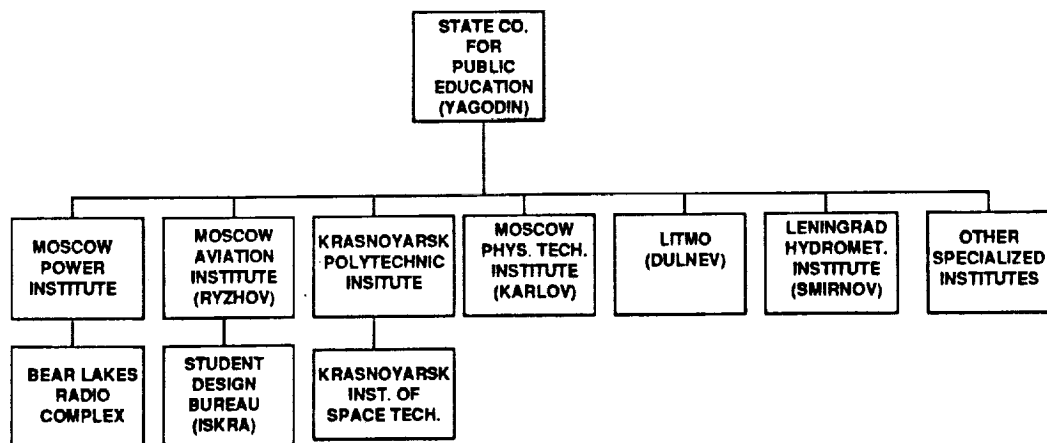 STATE CO.
FOR
PUBLIC
EDUCATION
(YAGODIN)
MOSCOW
POWER
INSTITUTE
MOSCOW
AVIATION
INSTITUTE
(RYZHOV)
KRASNOYARSK
POLYTECHNIC
INSITUTE
MOSCOW
PHYS. TECH.
INSTITUTE
(KARLOV)
LITMO
(DULNEV)
LENINGRAD
HYDROMET.
INSTITUTE
(SMIRNOV)
OTHER
SPECIALIZED
INSTITUTES
BEAR LAKES
RADIO
COMPLEX
STUDENT
DESIGN
BUREAU
(ISKRA)
KRASNOYARSK
INST. OF
SPACE TECH.